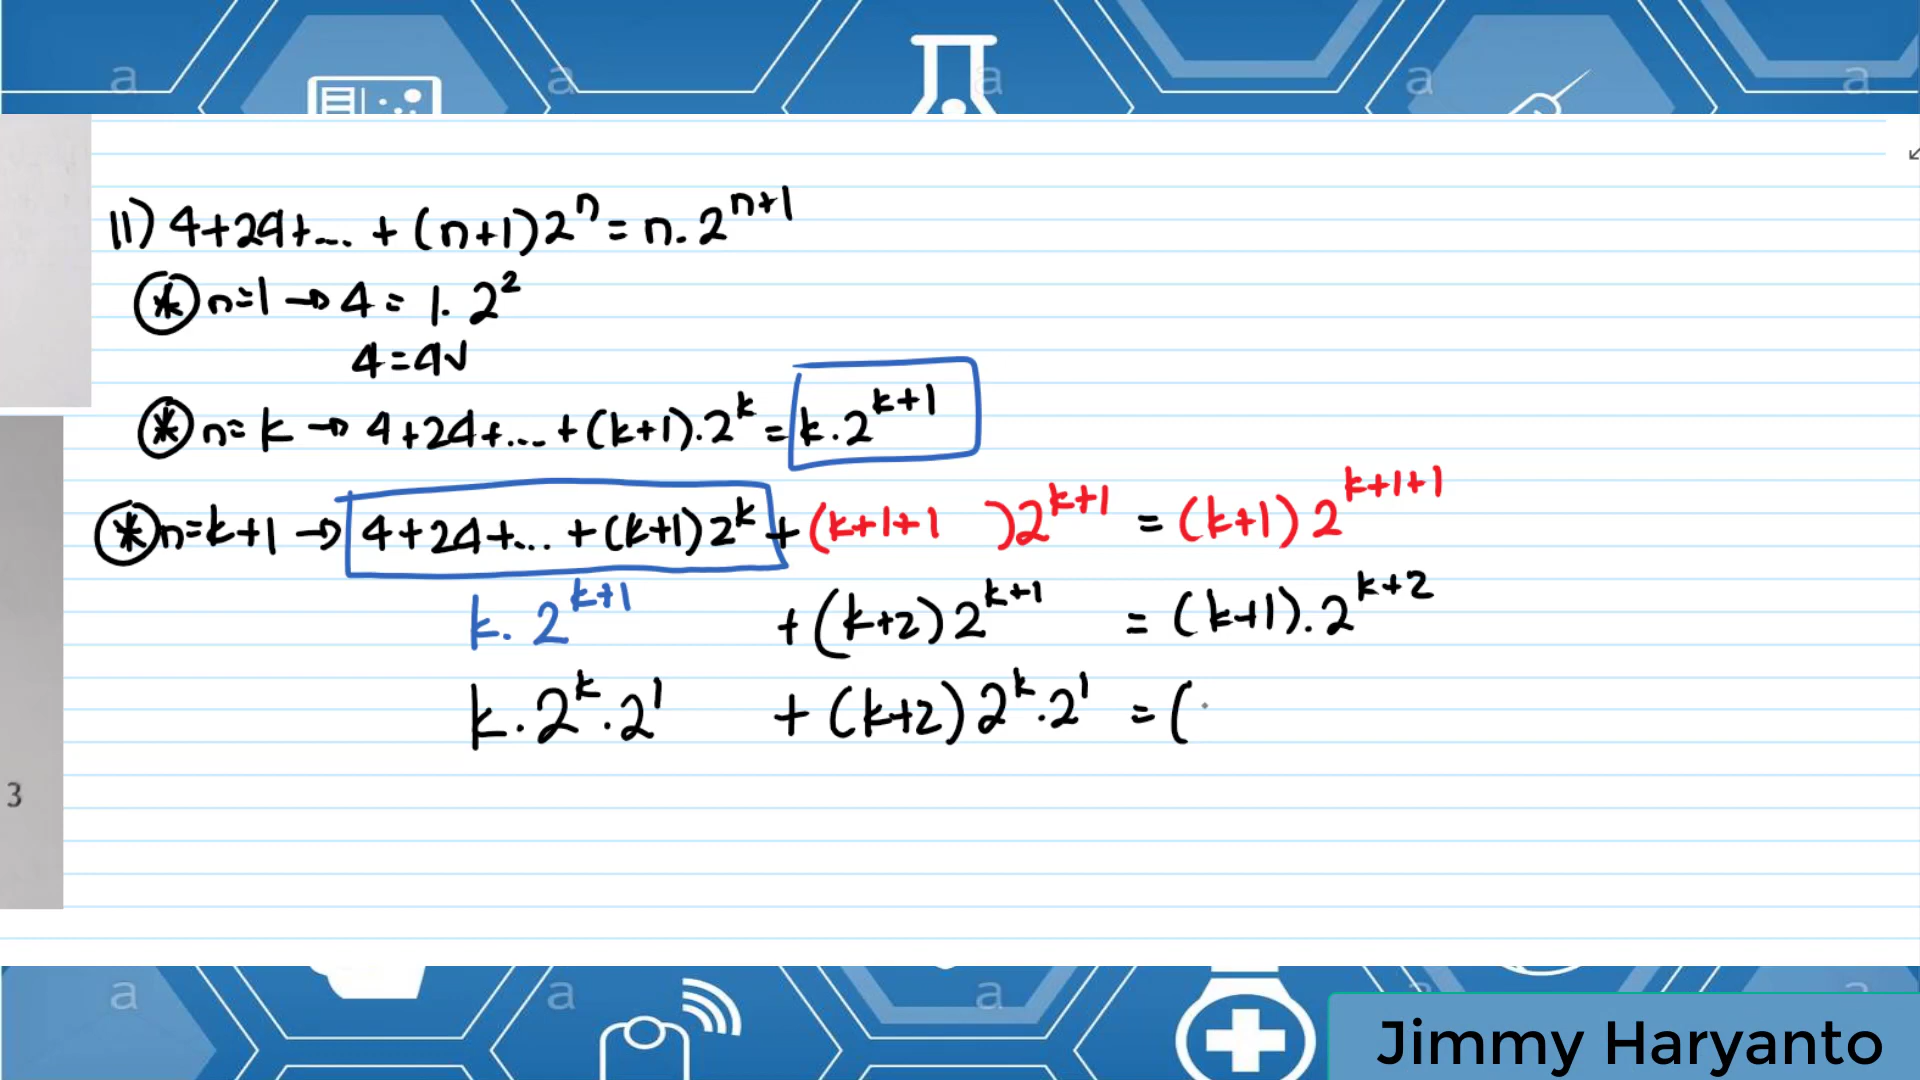 11) 4+24+... + (n+1)2^n = n.2^{n+1}
* n=1 → 4 = 1.2^2
4=4√
* n=k → 4+24+... + (k+1).2^k = k.2^{k+1}
* n=k+1 → 4+24+... + (k+1)2^k + (k+1+1 )2^{k+1} = (k+1)2^{k+1+1}
k.2^{k+1} + (k+2)2^{k+1} = (k+1).2^{k+2}
k.2^k.2^1 + (k+2)2^k.2^1 = (
3
Jimmy Haryanto